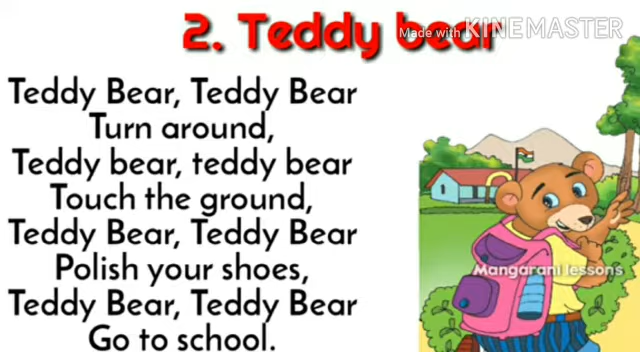 2. Teddy bear
Made with KINEMASTER
Teddy Bear, Teddy Bear
Turn around,
Teddy bear, teddy bear
Touch the ground,
Teddy Bear, Teddy Bear
Polish your shoes,
Teddy Bear, Teddy Bear
Go to school.
Mangarani lessons